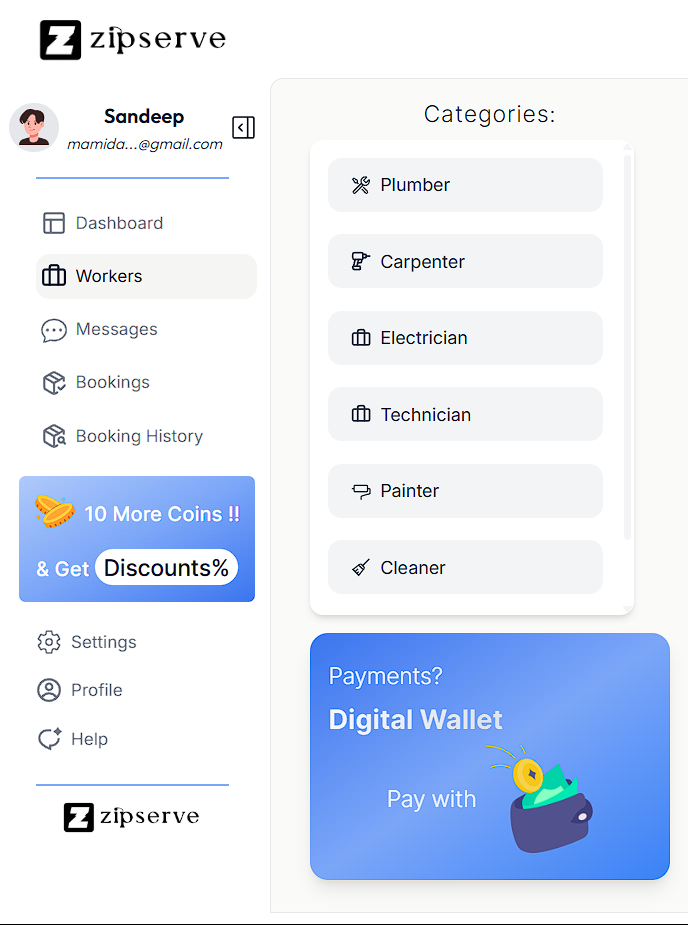 zipserve
Sandeep
mamida...@gmail.com
Dashboard
Workers
Messages
Bookings
Booking History
10 More Coins !!
& Get Discounts%
Settings
Profile
Help
zipserve
Categories:
Plumber
Carpenter
Electrician
Technician
Painter
Cleaner
Payments?
Digital Wallet
Pay with